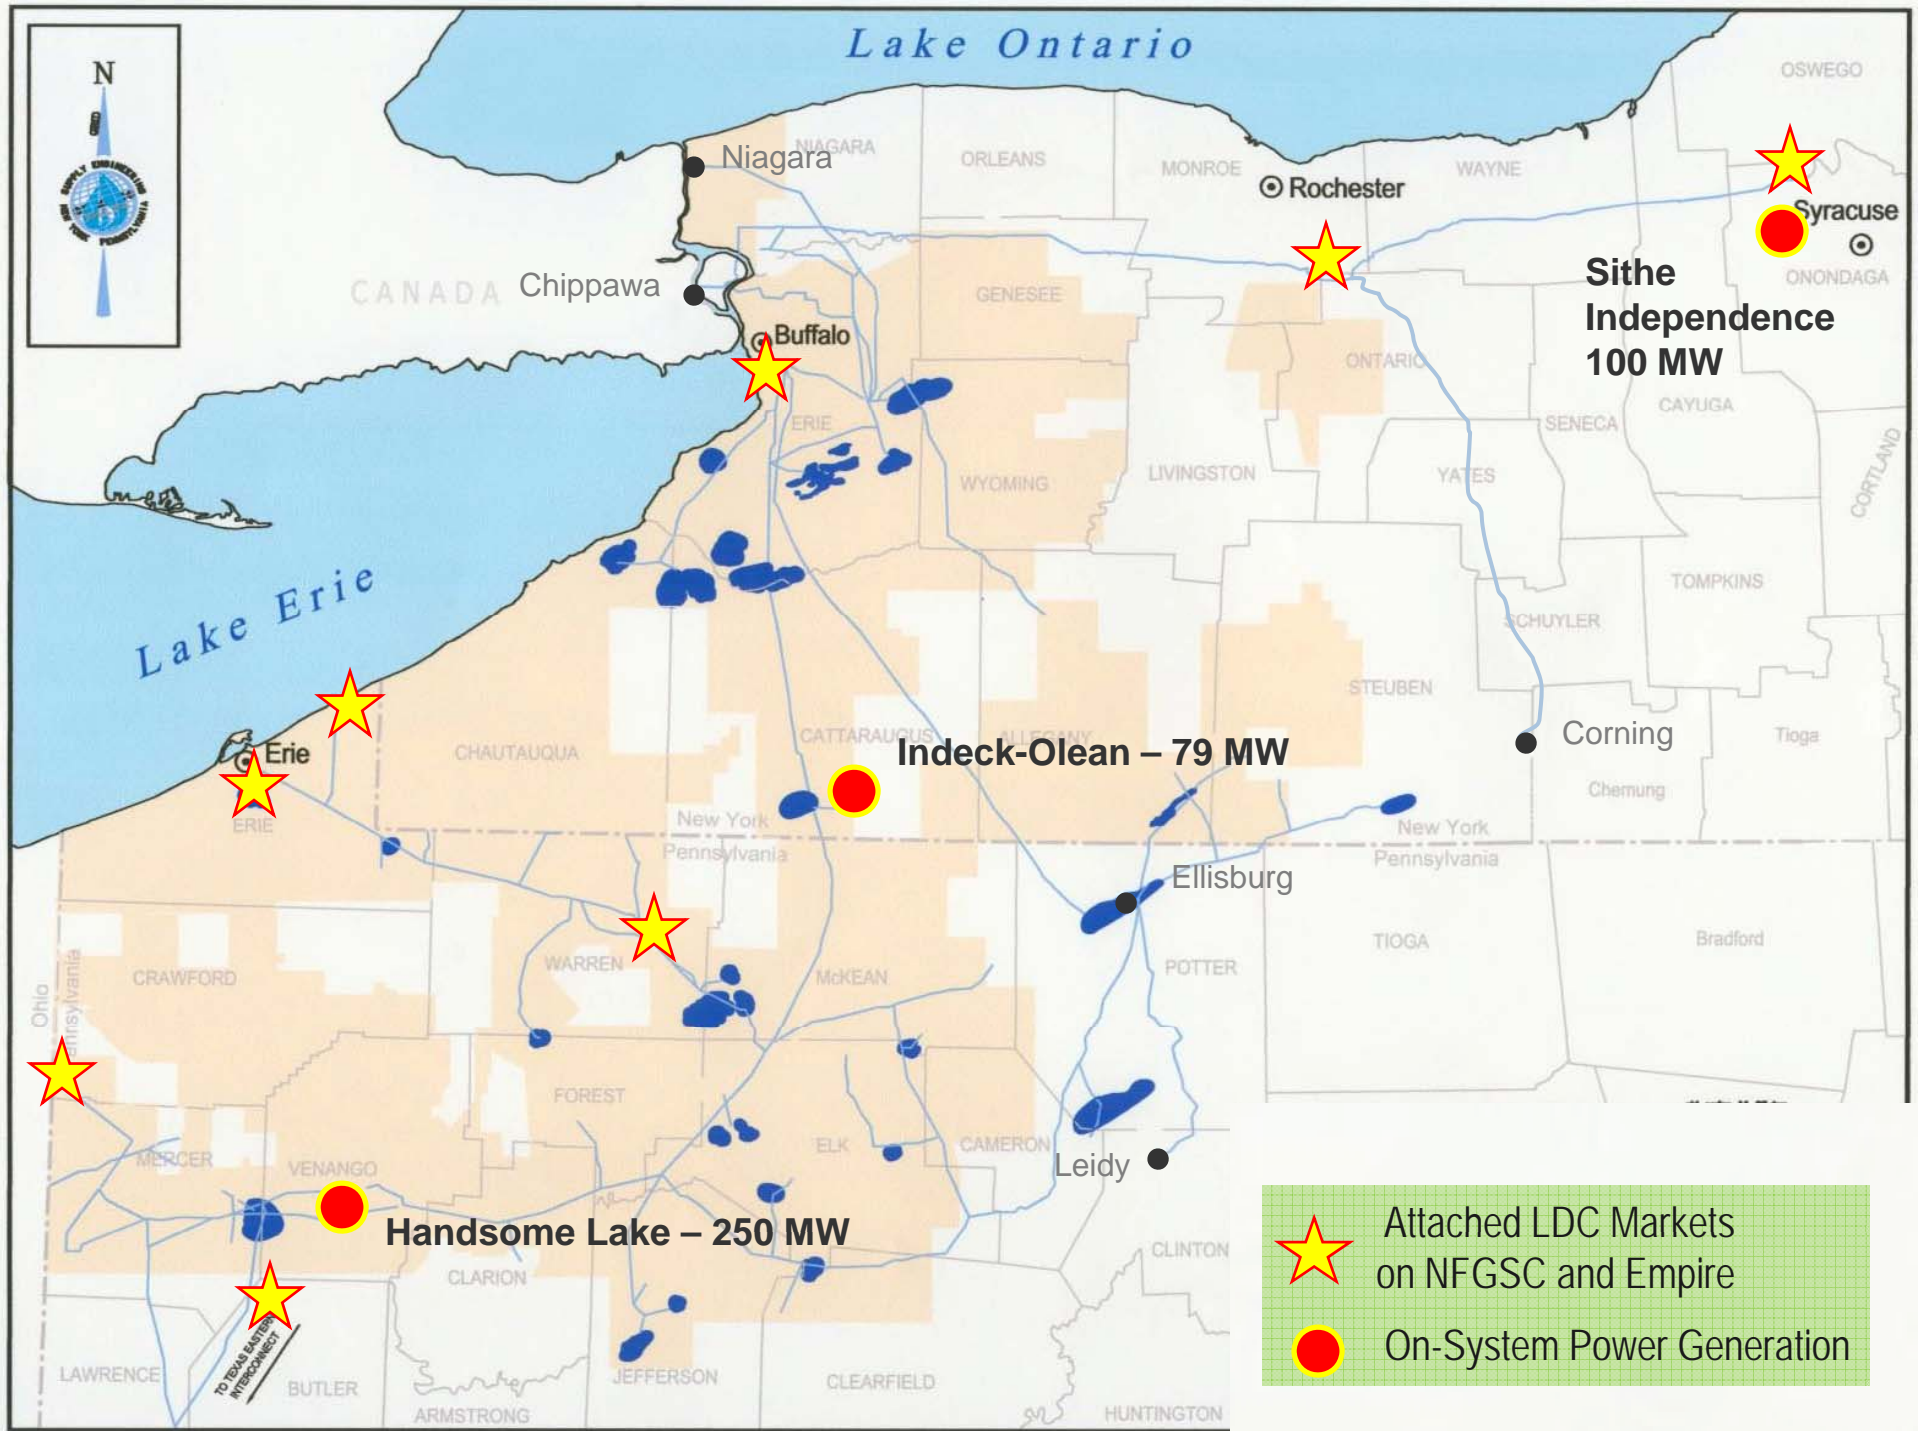 Lake Ontario
N
SUPPLY ENGINEERING
NEW YORK PENNSYLVANIA
OSWEGO
Niagara
NIAGARA
ORLEANS
MONROE
WAYNE
Rochester
Syracuse
CANADA
Chippawa
GENESEE
ONONDAGA
Sithe
Independence
100 MW
Buffalo
ONTARIO
ERIE
CAYUGA
SENECA
CORTLAND
WYOMING
LIVINGSTON
YATES
Lake Erie
TOMPKINS
SCHUYLER
STEUBEN
Erie
CHAUTAUQUA
CATTARAUGUS
ALLEGANY
Indeck-Olean – 79 MW
Corning
Tioga
Chemung
ERIE
New York
Pennsylvania
New York
Pennsylvania
Ellisburg
TIOGA
Bradford
CRAWFORD
WARREN
McKEAN
POTTER
Ohio
FOREST
MERCER
VENANGO
ELK
CAMERON
Leidy
Handsome Lake – 250 MW
CLARION
CLINTON
TO TEXAS EASTERN
INTERCONNECT
LAWRENCE
BUTLER
ARMSTRONG
JEFFERSON
CLEARFIELD
HUNTINGTON
Attached LDC Markets
on NFGSC and Empire
On-System Power Generation